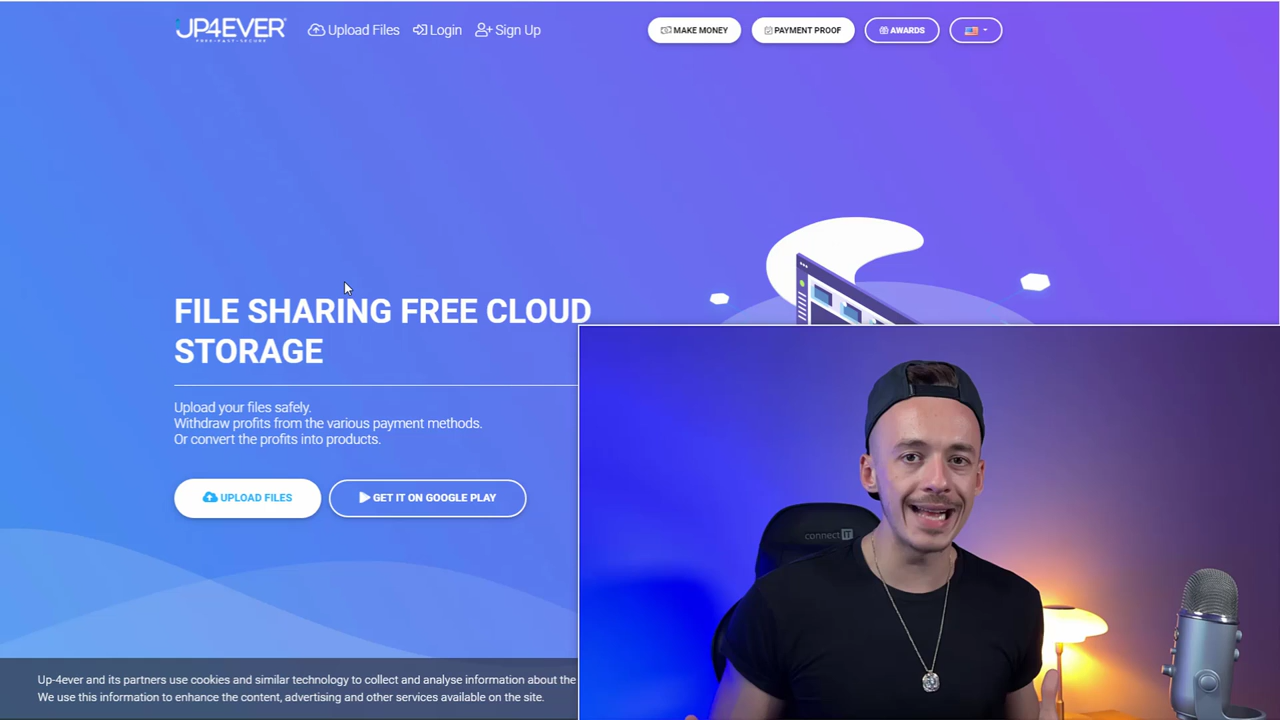 UP4EVER
FREE•FAST•SECURE
Upload Files
Login
Sign Up
MAKE MONEY
PAYMENT PROOF
AWARDS
FILE SHARING FREE CLOUD
STORAGE
Upload your files safely.
Withdraw profits from the various payment methods.
Or convert the profits into products.
UPLOAD FILES
GET IT ON GOOGLE PLAY
connect IT
Up-4ever and its partners use cookies and similar technology to collect and analyse information about the
We use this information to enhance the content, advertising and other services available on the site.